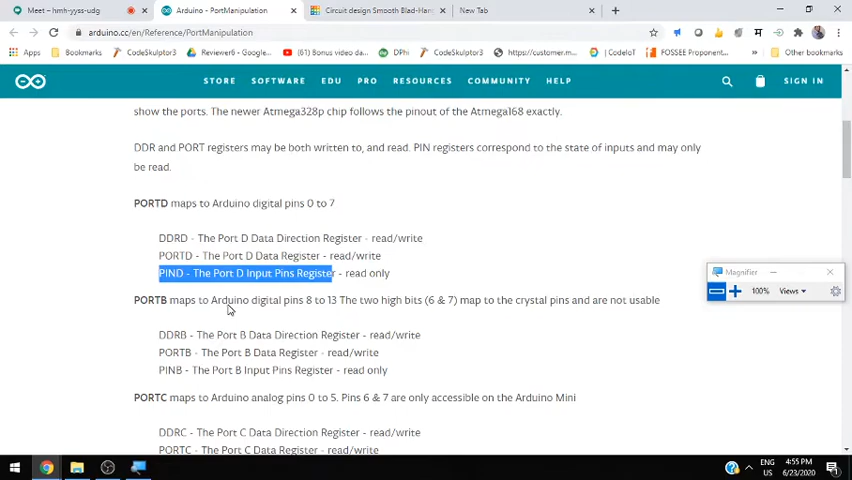 Meet – hmh-yyss-udg
Arduino - PortManipulation
Circuit design Smooth Blad-Har
New Tab
arduino.cc/en/Reference/PortManipulation
Apps
Bookmarks
CodeSkulptor3
Reviewer6 - Google...
(61) Bonus video da...
DPhi
CodeSkulptor3
https://customer.m...
CodeIoT
FOSSEE Proponent...
Other bookmarks
STORE SOFTWARE EDU PRO RESOURCES COMMUNITY HELP
SIGN IN
show the ports. The newer Atmega328p chip follows the pinout of the Atmega168 exactly.
DDR and PORT registers may be both written to, and read. PIN registers correspond to the state of inputs and may only
be read.
PORTD maps to Arduino digital pins 0 to 7
DDRD - The Port D Data Direction Register - read/write
PORTD - The Port D Data Register - read/write
PIND - The Port D Input Pins Register - read only
PORTB maps to Arduino digital pins 8 to 13 The two high bits (6 & 7) map to the crystal pins and are not usable
DDRB - The Port B Data Direction Register - read/write
PORTB - The Port B Data Register - read/write
PINB - The Port B Input Pins Register - read only
PORTC maps to Arduino analog pins 0 to 5. Pins 6 & 7 are only accessible on the Arduino Mini
DDRC - The Port C Data Direction Register - read/write
PORTC - The Port C Data Register - read/write
Magnifier
100% Views
ENG
4:55 PM
6/23/2020